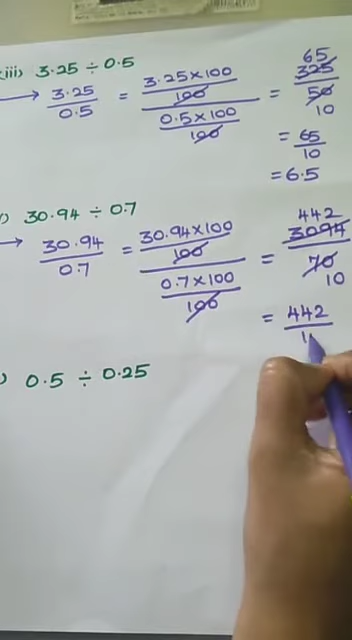 iii) 3.25 ÷ 0.5
→ 3.25/0.5 = (3.25×100/100)/(0.5×100/100) = 65 325/50 10
= 65/10
= 6.5
) 30.94 ÷ 0.7
→ 30.94/0.7 = (30.94×100/100)/(0.7×100/100) = 442 3094/70 10
= 442/1
) 0.5 ÷ 0.25